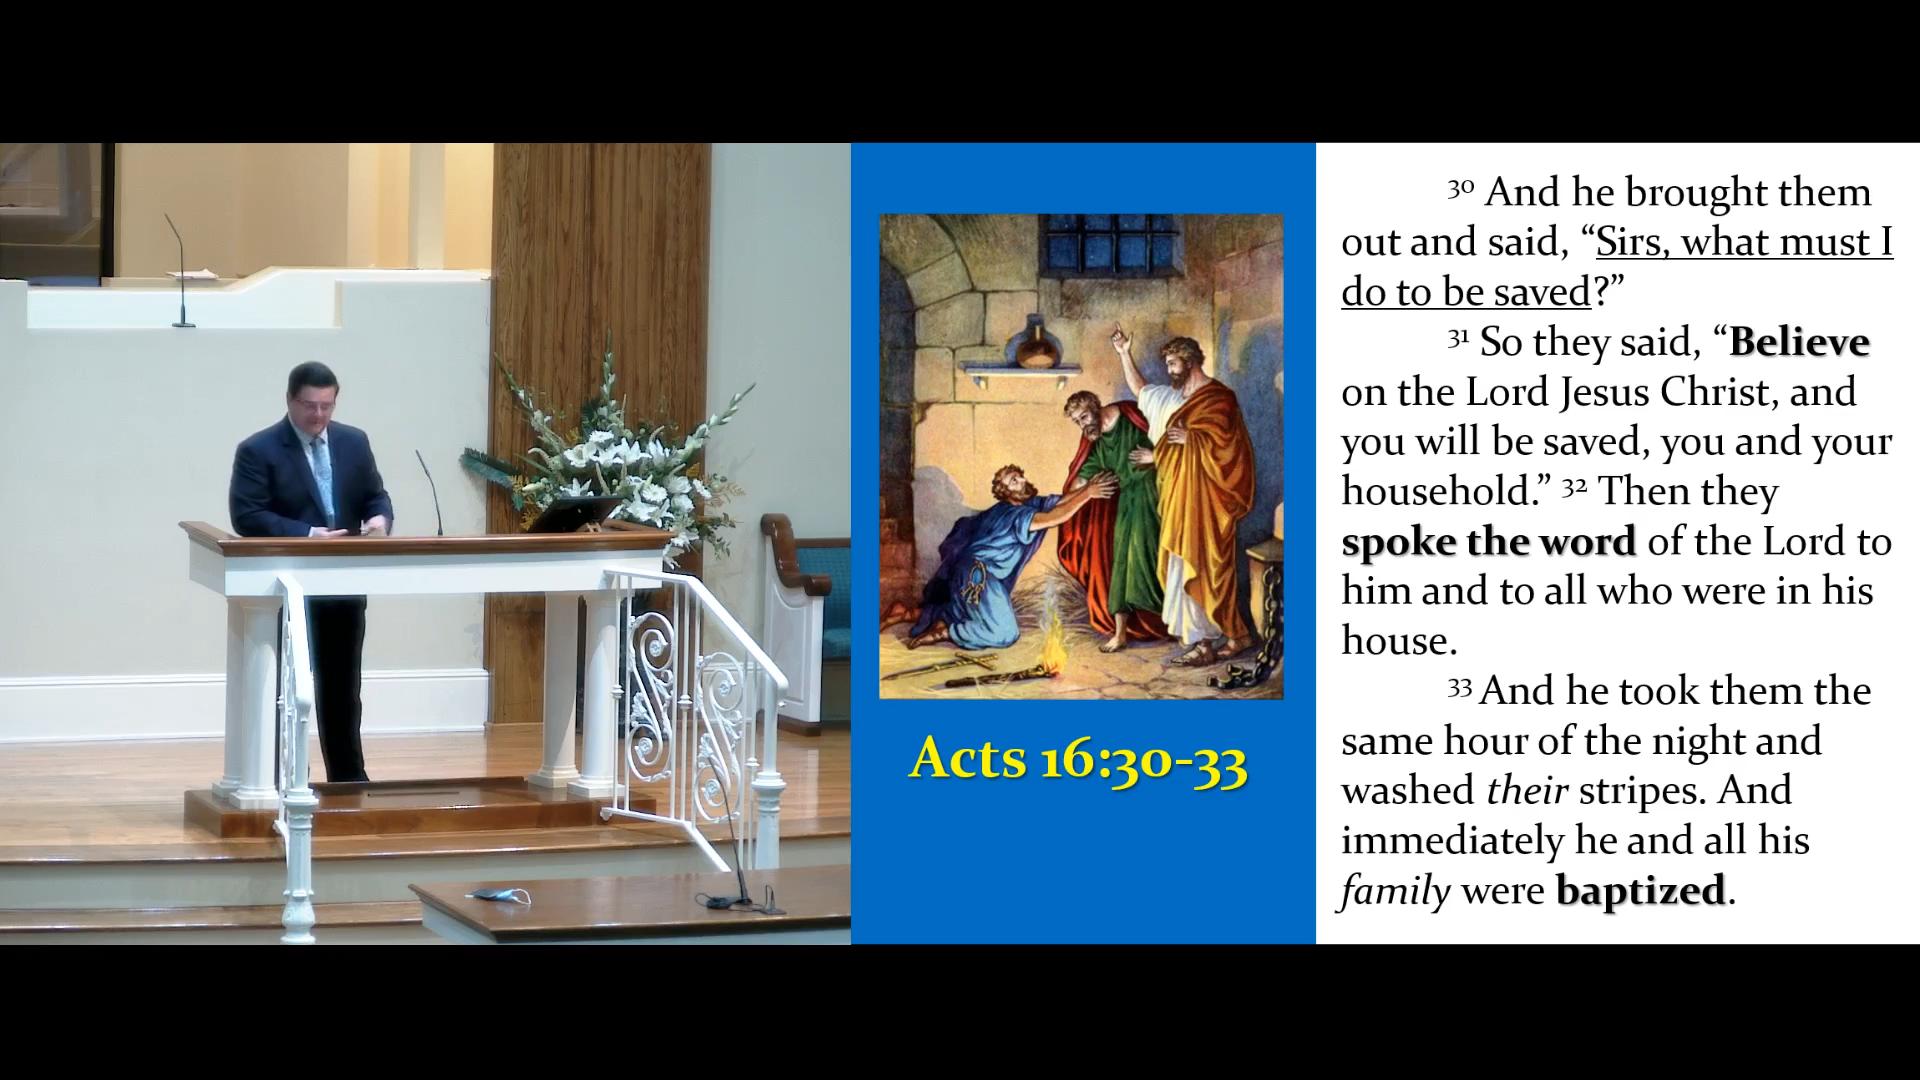 Acts 16:30-33
30 And he brought them
out and said, “Sirs, what must I
do to be saved?”
31 So they said, “Believe
on the Lord Jesus Christ, and
you will be saved, you and your
household.” 32 Then they
spoke the word of the Lord to
him and to all who were in his
house.
33 And he took them the
same hour of the night and
washed their stripes. And
immediately he and all his
family were baptized.